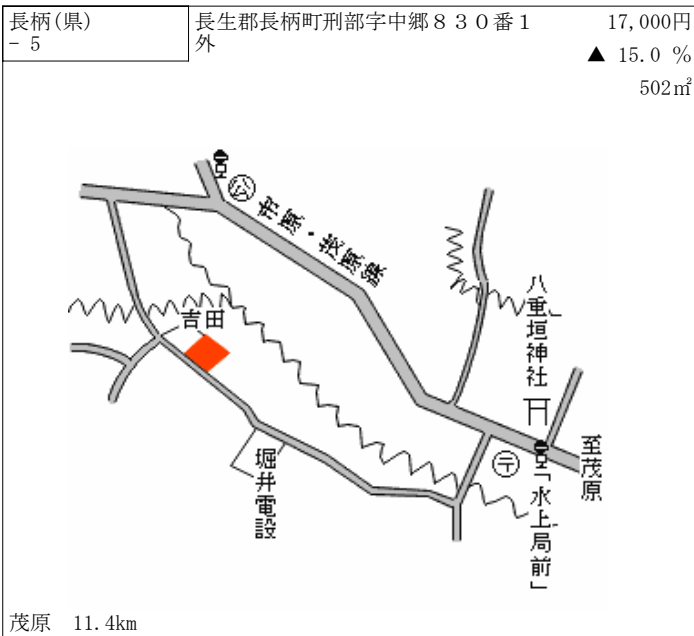 長柄(県)
- 5
長生郡長柄町刑部字中郷８３０番１
外
17,000円
▲ 15.0 %
502㎡
公
市原・茂原線
吉田
八重垣神社
堀井電設
〒
「水上局前」
至茂原
茂原 11.4km